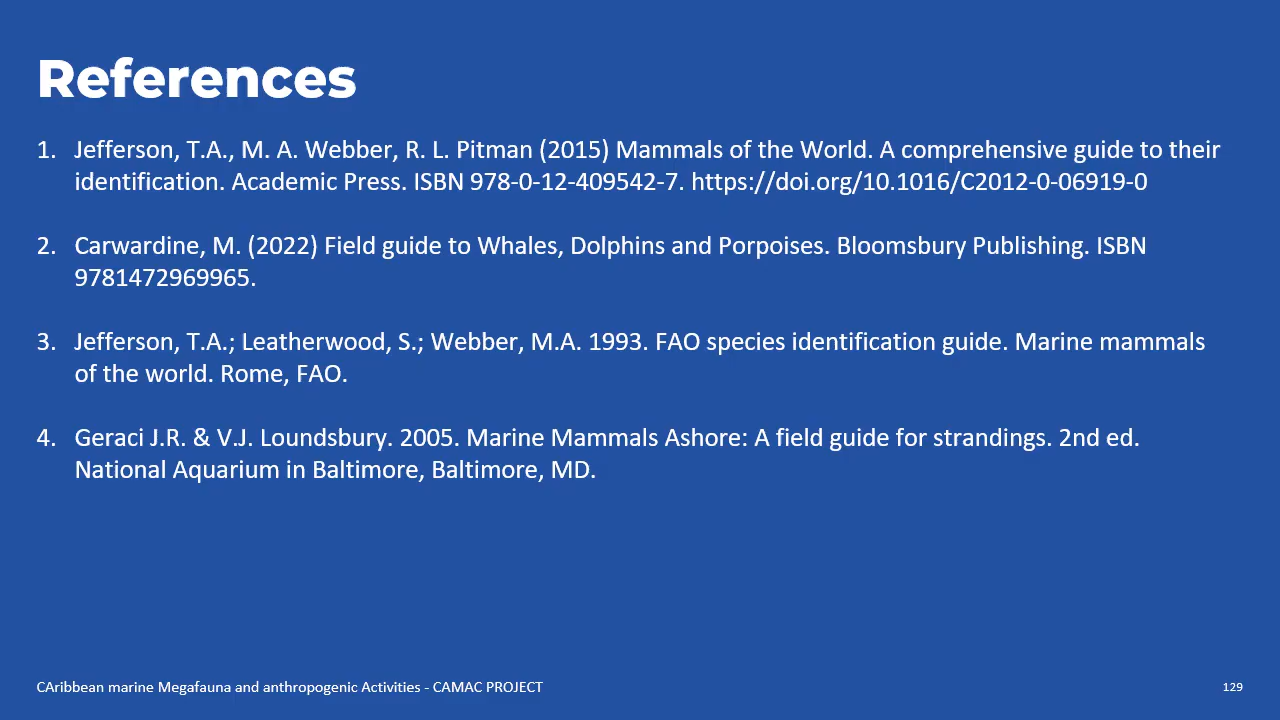 References
1. Jefferson, T.A., M. A. Webber, R. L. Pitman (2015) Mammals of the World. A comprehensive guide to their
identification. Academic Press. ISBN 978-0-12-409542-7. https://doi.org/10.1016/C2012-0-06919-0
2. Carwardine, M. (2022) Field guide to Whales, Dolphins and Porpoises. Bloomsbury Publishing. ISBN
9781472969965.
3. Jefferson, T.A.; Leatherwood, S.; Webber, M.A. 1993. FAO species identification guide. Marine mammals
of the world. Rome, FAO.
4. Geraci J.R. & V.J. Loundsbury. 2005. Marine Mammals Ashore: A field guide for strandings. 2nd ed.
National Aquarium in Baltimore, Baltimore, MD.
CAribbean marine Megafauna and anthropogenic Activities - CAMAC PROJECT
129